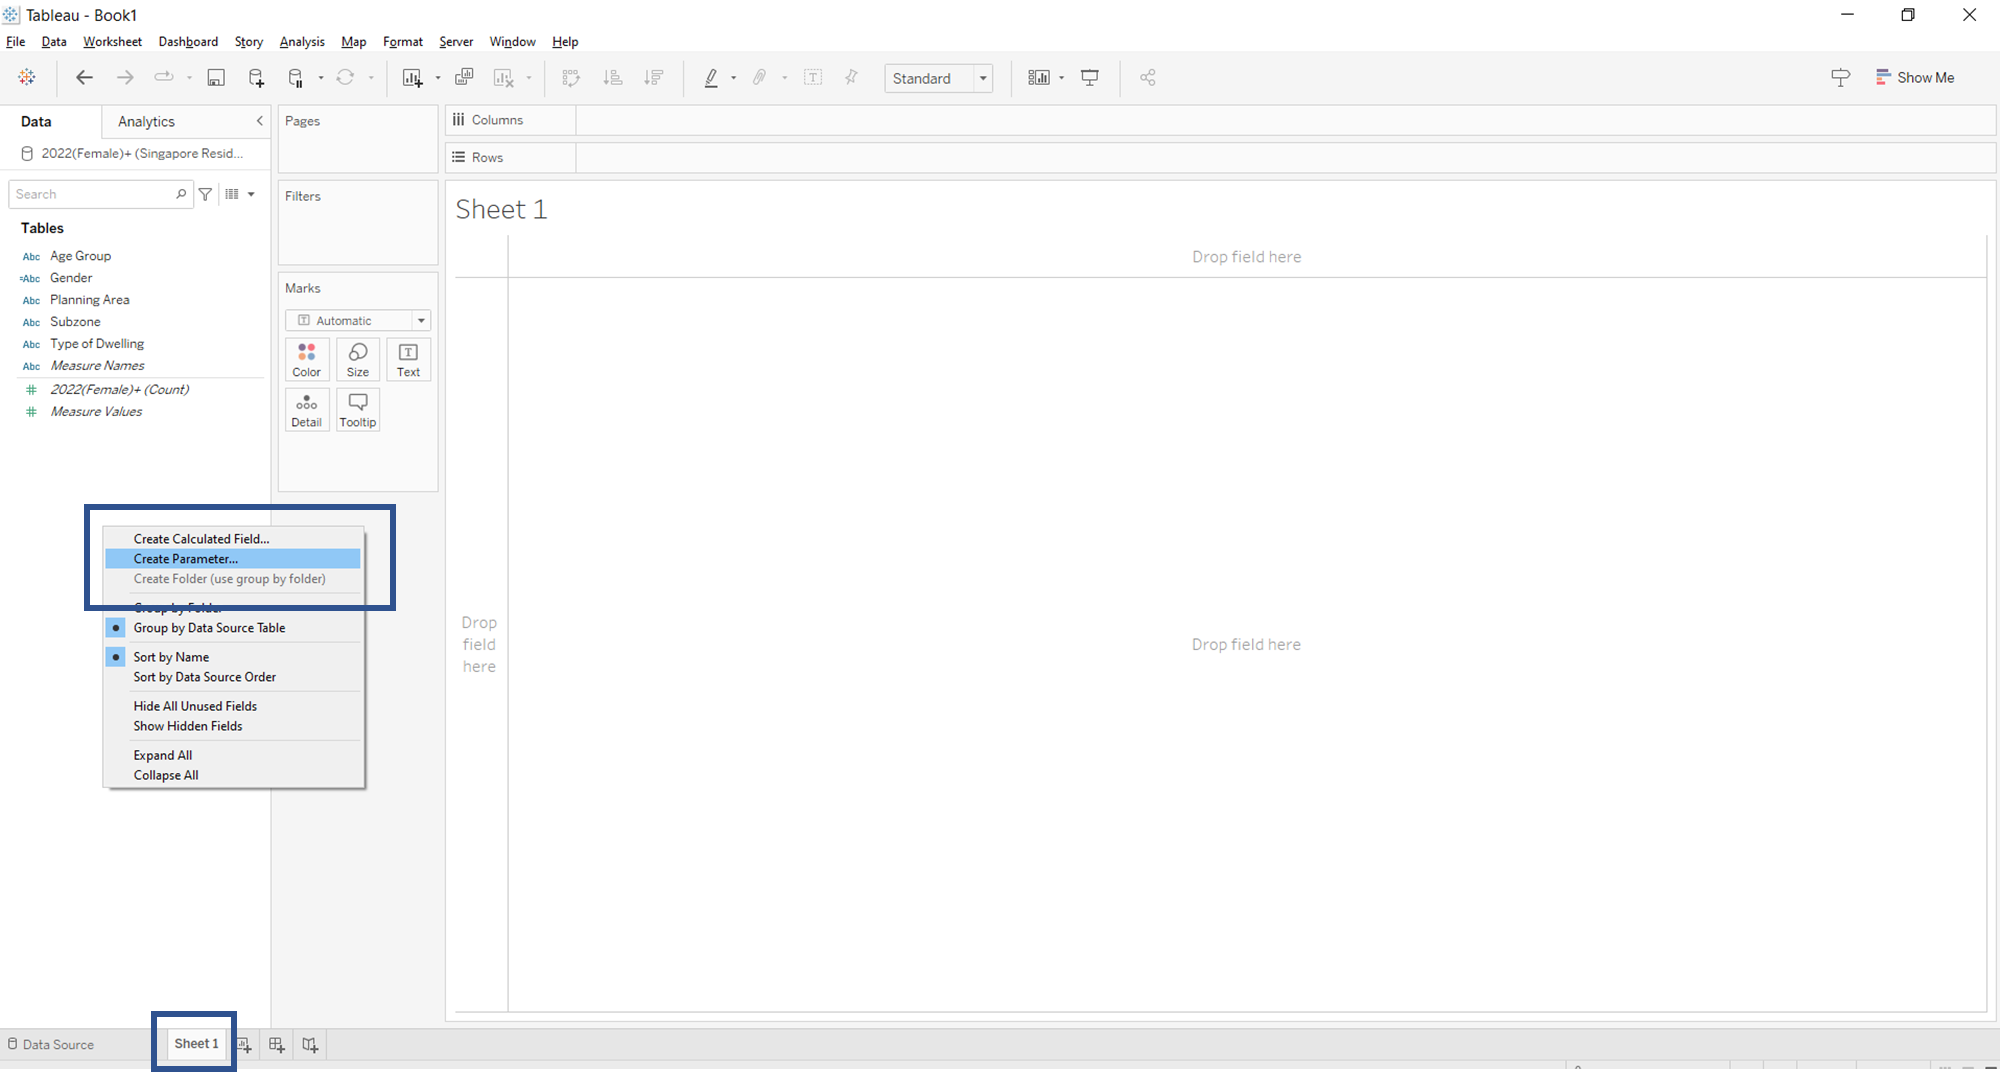 Tableau - Book1
File Data Worksheet Dashboard Story Analysis Map Format Server Window Help
Standard
Show Me
Data Analytics
2022(Female)+ (Singapore Resid...
Search
Tables
Abc Age Group
=Abc Gender
Abc Planning Area
Abc Subzone
Abc Type of Dwelling
Abc Measure Names
# 2022(Female)+ (Count)
# Measure Values
Pages
Filters
Marks
Automatic
Color Size Text
Detail Tooltip
Columns
Rows
Sheet 1
Drop field here
Drop
field
here
Drop field here
Create Calculated Field...
Create Parameter...
Create Folder (use group by folder)
Group by Folder
Group by Data Source Table
Sort by Name
Sort by Data Source Order
Hide All Unused Fields
Show Hidden Fields
Expand All
Collapse All
Data Source Sheet 1